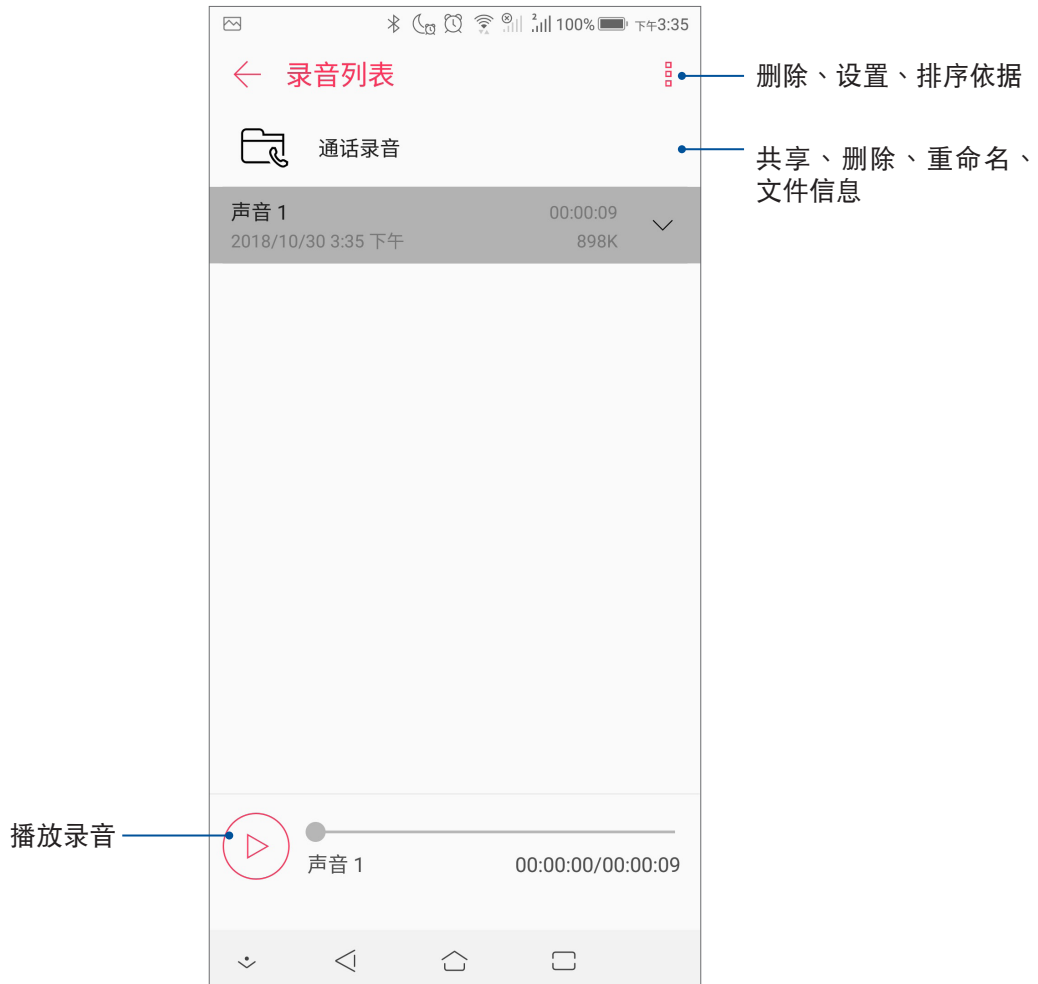 2 100% 下午3:35
录音列表
删除、设置、排序依据
通话录音
共享、删除、重命名、
文件信息
声音 1 00:00:09
2018/10/30 3:35 下午 898K
播放录音
声音 1 00:00:00/00:00:09